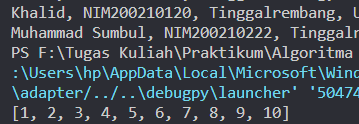 Khalid, NIM200210120, Tinggalrembang, U
Muhammad Sumbul, NIM200210222, Tinggalr
PS F:\Tugas Kuliah\Praktikum\Algoritma
:\Users\hp\AppData\Local\Microsoft\Wind
\adapter/../..\debugpy\launcher' '50474
[1, 2, 3, 4, 5, 6, 7, 8, 9, 10]